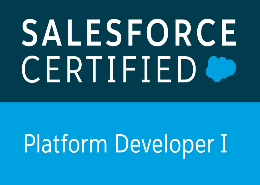 SALESFORCE
CERTIFIED
Platform Developer I